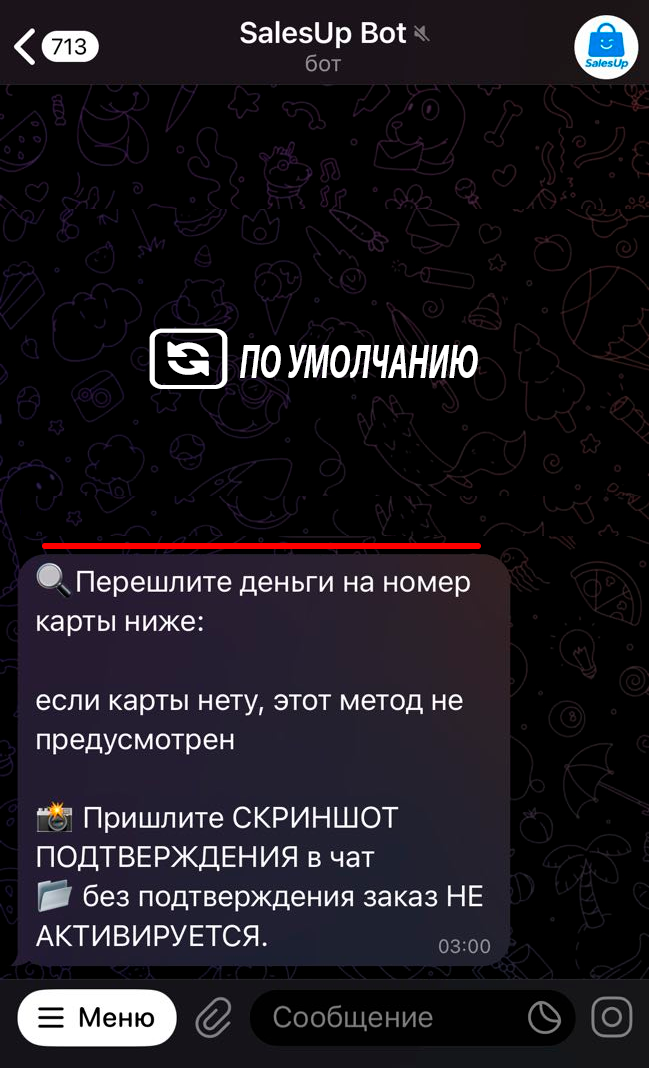 713
SalesUp Bot
бот
SalesUp
ПО УМОЛЧАНИЮ
Перешлите деньги на номер
карты ниже:
если карты нету, этот метод не
предусмотрен
📸 Пришлите СКРИНШОТ
ПОДТВЕРЖДЕНИЯ в чат
📂 без подтверждения заказ НЕ
АКТИВИРУЕТСЯ.
03:00
Меню
Сообщение